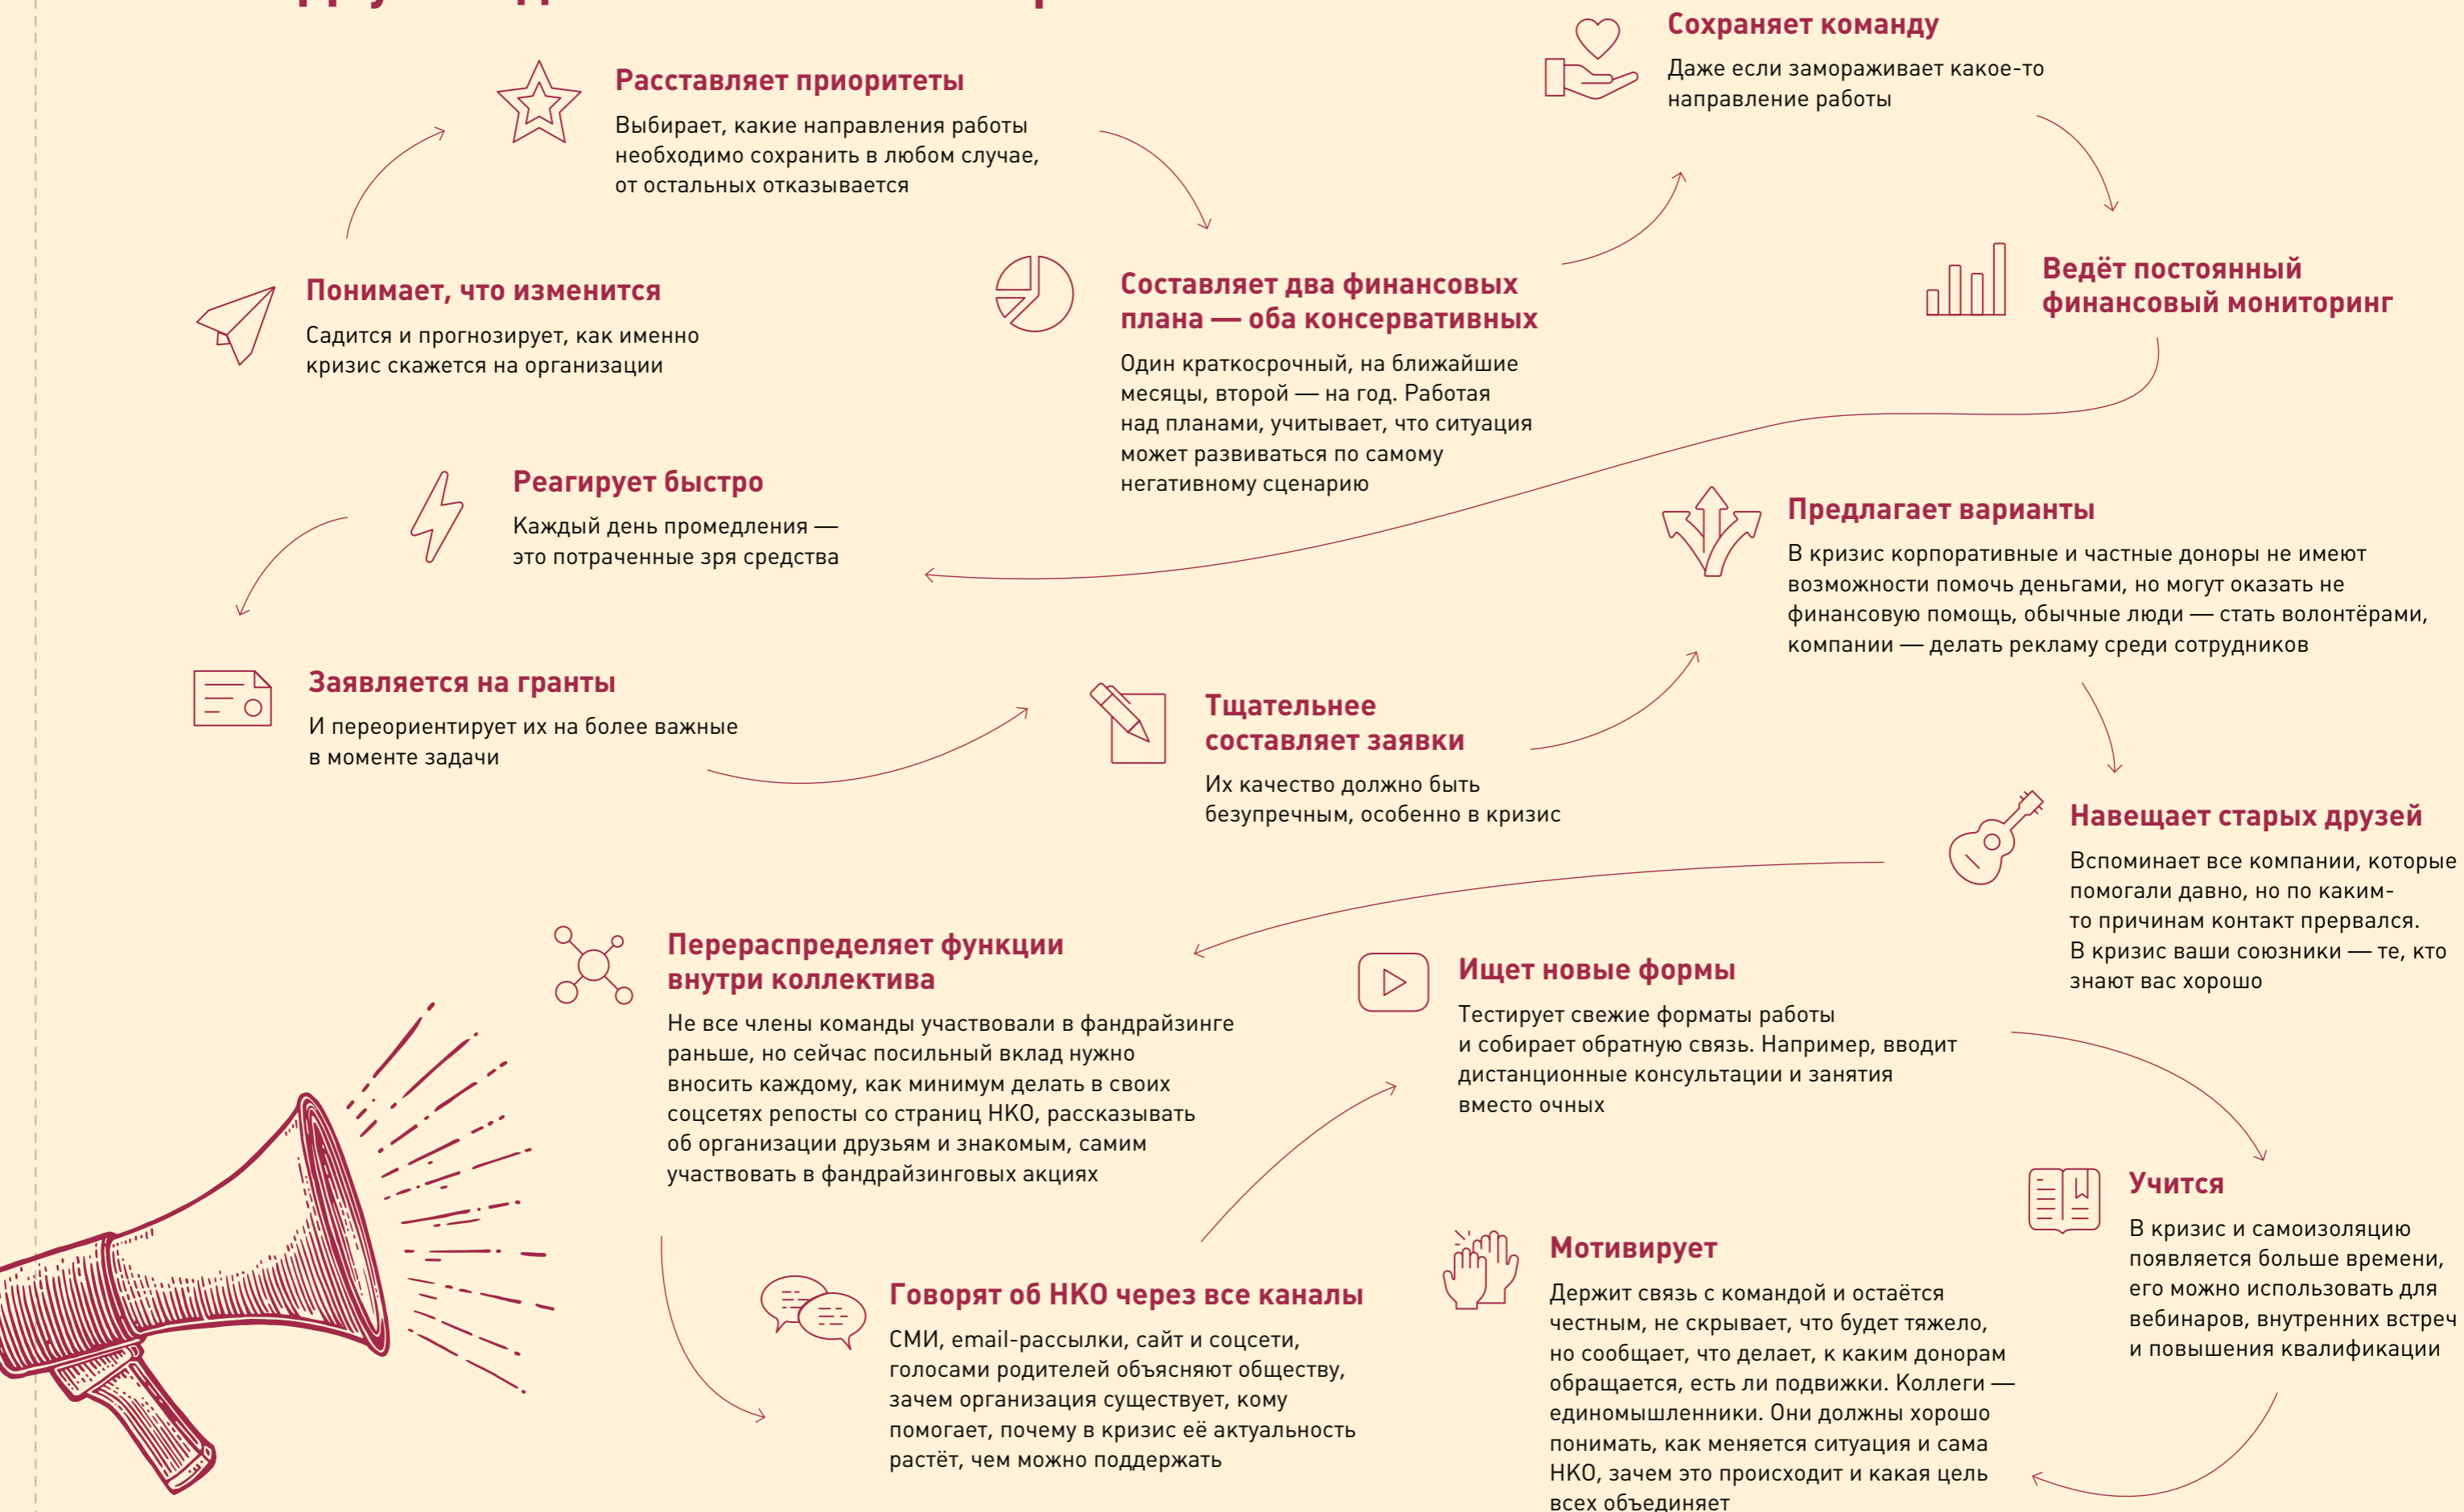 Понимает, что изменится
Садится и прогнозирует, как именно
кризис скажется на организации
Расставляет приоритеты
Выбирает, какие направления работы
необходимо сохранить в любом случае,
от остальных отказывается
Составляет два финансовых
плана — оба консервативных
Один краткосрочный, на ближайшие
месяцы, второй — на год. Работая
над планами, учитывает, что ситуация
может развиваться по самому
негативному сценарию
Сохраняет команду
Даже если замораживает какое-то
направление работы
Ведёт постоянный
финансовый мониторинг
Реагирует быстро
Каждый день промедления —
это потраченные зря средства
Заявляется на гранты
И переориентирует их на более важные
в моменте задачи
Тщательнее
составляет заявки
Их качество должно быть
безупречным, особенно в кризис
Предлагает варианты
В кризис корпоративные и частные доноры не имеют
возможности помочь деньгами, но могут оказать не
финансовую помощь, обычные люди — стать волонтёрами,
компании — делать рекламу среди сотрудников
Навещает старых друзей
Вспоминает все компании, которые
помогали давно, но по каким-
то причинам контакт прервался.
В кризис ваши союзники — те, кто
знают вас хорошо
Перераспределяет функции
внутри коллектива
Не все члены команды участвовали в фандрайзинге
раньше, но сейчас посильный вклад нужно
вносить каждому, как минимум делать в своих
соцсетях репосты со страниц НКО, рассказывать
об организации друзьям и знакомым, самим
участвовать в фандрайзинговых акциях
Говорят об НКО через все каналы
СМИ, email-рассылки, сайт и соцсети,
голосами родителей объясняют обществу,
зачем организация существует, кому
помогает, почему в кризис её актуальность
растёт, чем можно поддержать
Ищет новые формы
Тестирует свежие форматы работы
и собирает обратную связь. Например, вводит
дистанционные консультации и занятия
вместо очных
Учится
В кризис и самоизоляцию
появляется больше времени,
его можно использовать для
вебинаров, внутренних встреч
и повышения квалификации
Мотивирует
Держит связь с командой и остаётся
честным, не скрывает, что будет тяжело,
но сообщает, что делает, к каким донорам
обращается, есть ли подвижки. Коллеги —
единомышленники. Они должны хорошо
понимать, как меняется ситуация и сама
НКО, зачем это происходит и какая цель
всех объединяет